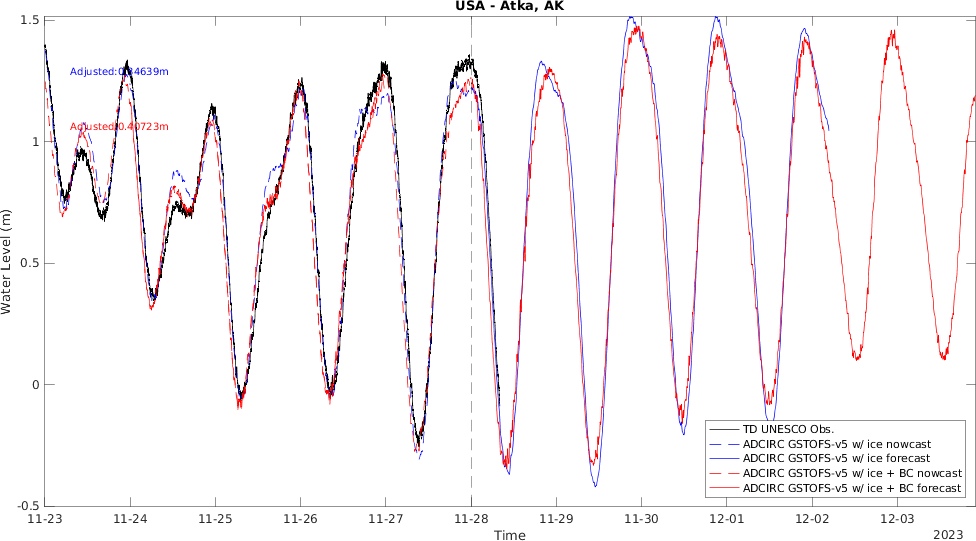 USA - Atka, AK
1.5
Adjusted:0.34639m
Adjusted:0.40723m
1
0.5
0
-0.5
Water Level (m)
TD UNESCO Obs.
ADCIRC GSTOFS-v5 w/ ice nowcast
ADCIRC GSTOFS-v5 w/ ice forecast
ADCIRC GSTOFS-v5 w/ ice + BC nowcast
ADCIRC GSTOFS-v5 w/ ice + BC forecast
11-23 11-24 11-25 11-26 11-27 11-28 11-29 11-30 12-01 12-02 12-03
Time
2023